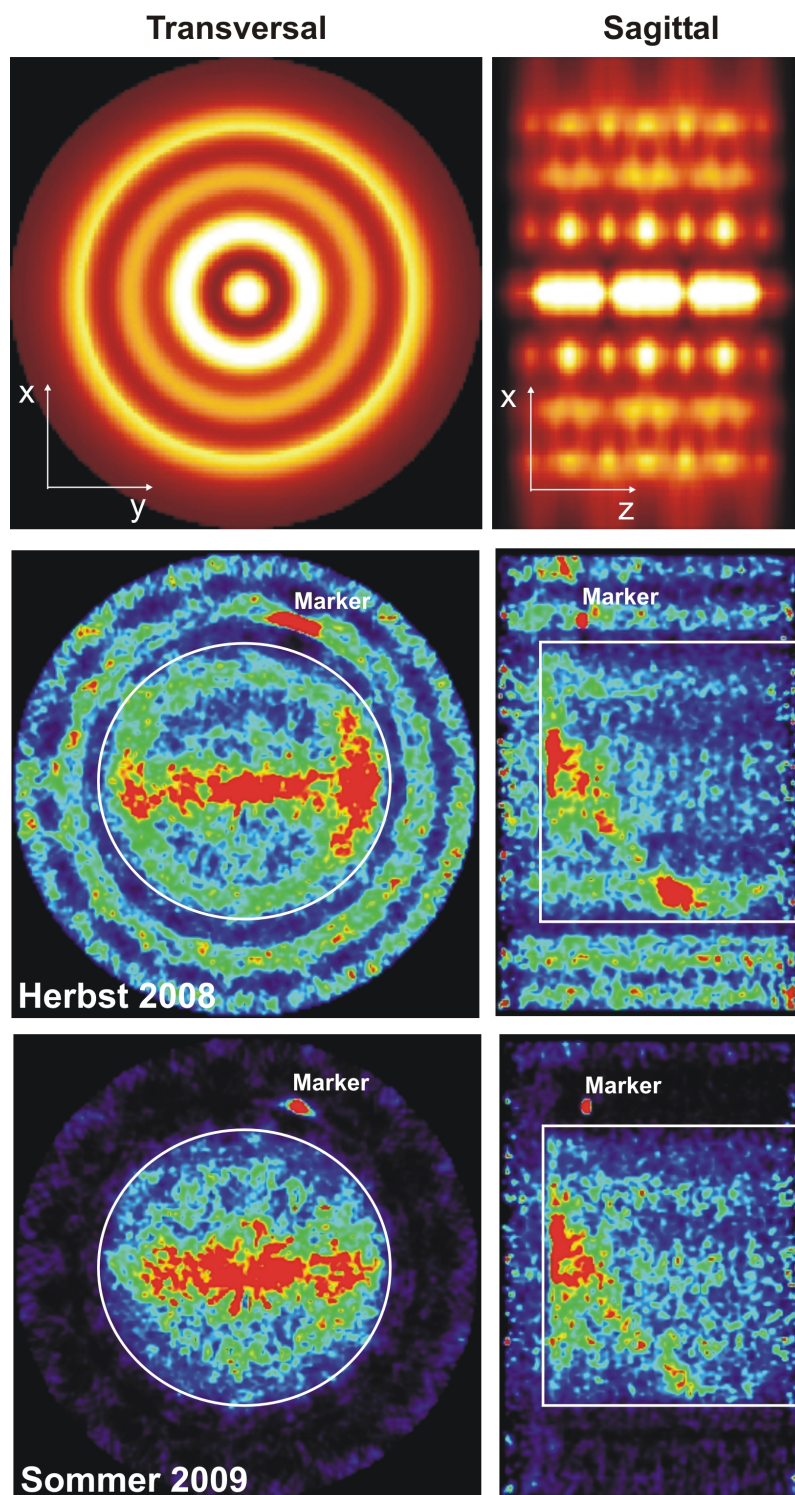 Transversal
Sagittal
x
y
x
z
Marker
Marker
Herbst 2008
Marker
Marker
Sommer 2009